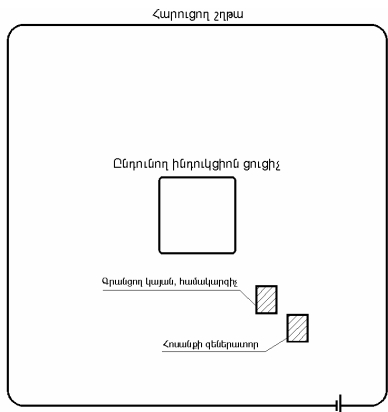 Հարուցող շղթա
Ընդունող ինդուկցիոն ցուցիչ
Գրանցող կայան, համակարգիչ
Հոսանքի գեներատոր